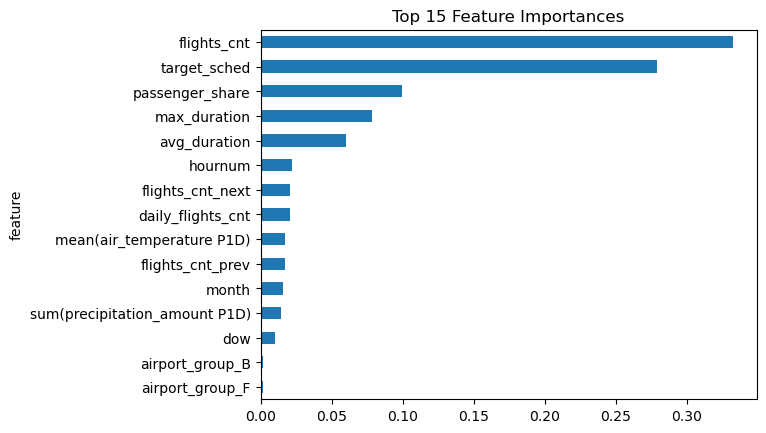 Top 15 Feature Importances
flights_cnt
target_sched
passenger_share
max_duration
avg_duration
hournum
flights_cnt_next
daily_flights_cnt
mean(air_temperature P1D)
flights_cnt_prev
month
sum(precipitation_amount P1D)
dow
airport_group_B
airport_group_F
feature
0.00 0.05 0.10 0.15 0.20 0.25 0.30